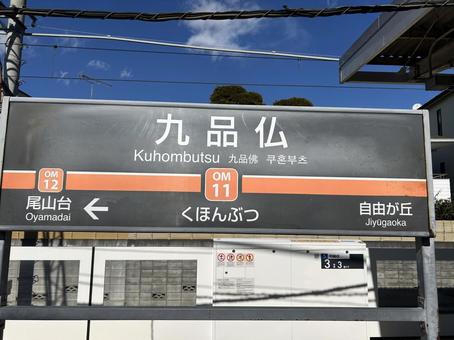 九品仏
Kuhombutsu 九品佛 쿠혼부츠
OM
12
OM
11
尾山台
Oyamadai
←
くほんぶつ
自由が丘
Jiyūgaoka
3
3